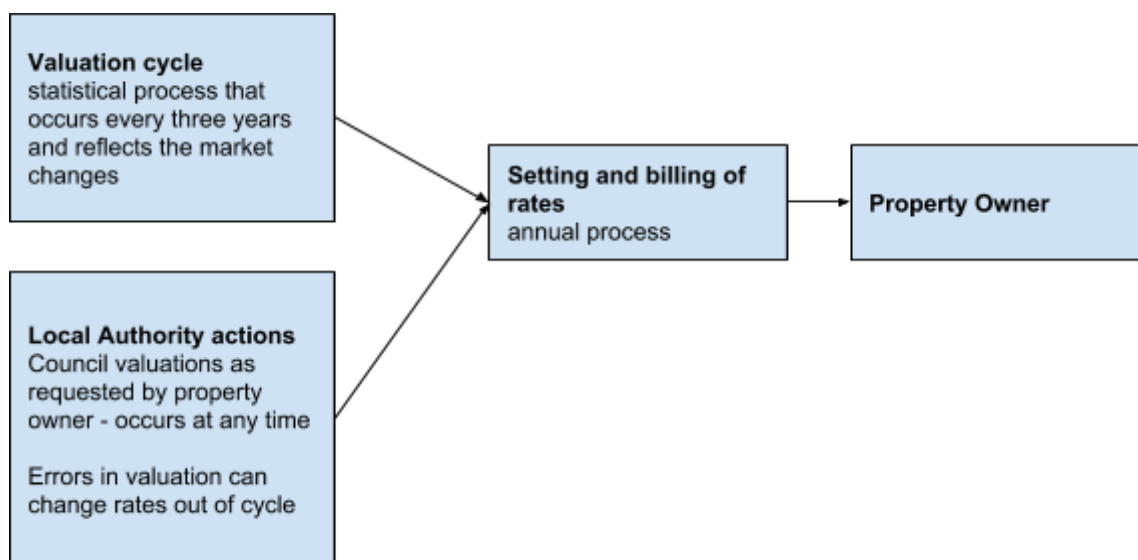 Valuation cycle
statistical process that
occurs every three years
and reflects the market
changes
Setting and billing of
rates
annual process
Property Owner
Local Authority actions
Council valuations as
requested by property
owner - occurs at any time
Errors in valuation can
change rates out of cycle